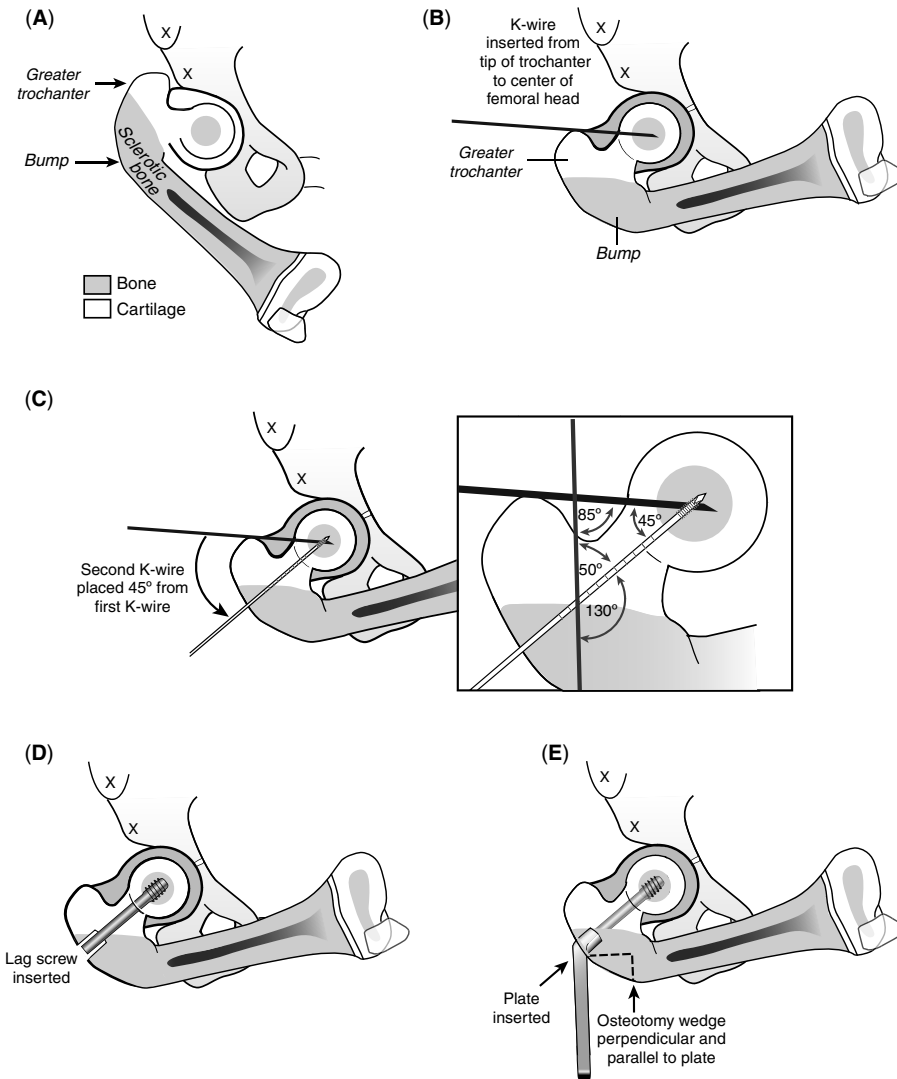 (A)
X
X
Greater
trochanter
Bump
Sclerotic
bone
Bone
Cartilage
(B)
K-wire
inserted from
tip of trochanter
to center of
femoral head
X
Greater
trochanter
Bump
(C)
X
X
Second K-wire
placed 45º from
first K-wire
85º
45º
50º
130º
(D)
X
X
Lag screw
inserted
(E)
X
X
Plate
inserted
Osteotomy wedge
perpendicular and
parallel to plate